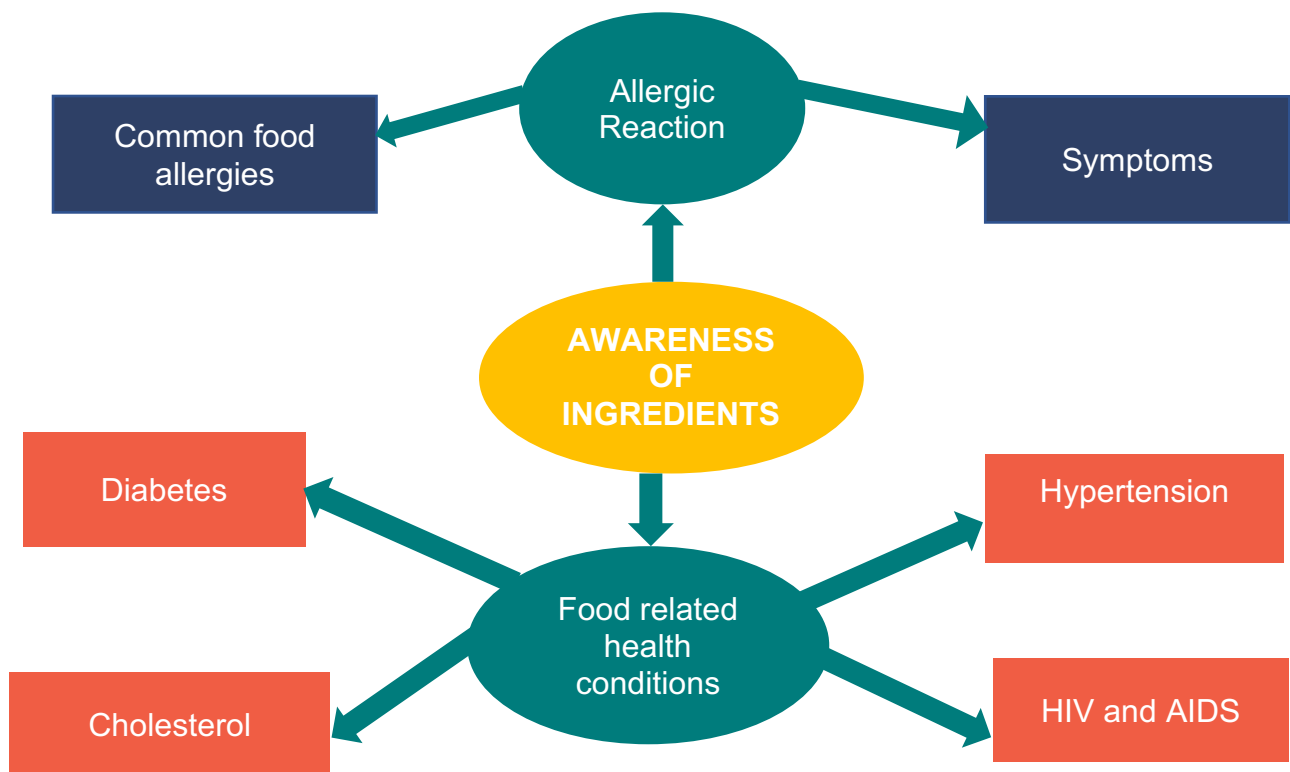 Allergic
Reaction
Common food
allergies
Symptoms
AWARENESS
OF
INGREDIENTS
Diabetes
Hypertension
Food related
health
conditions
Cholesterol
HIV and AIDS